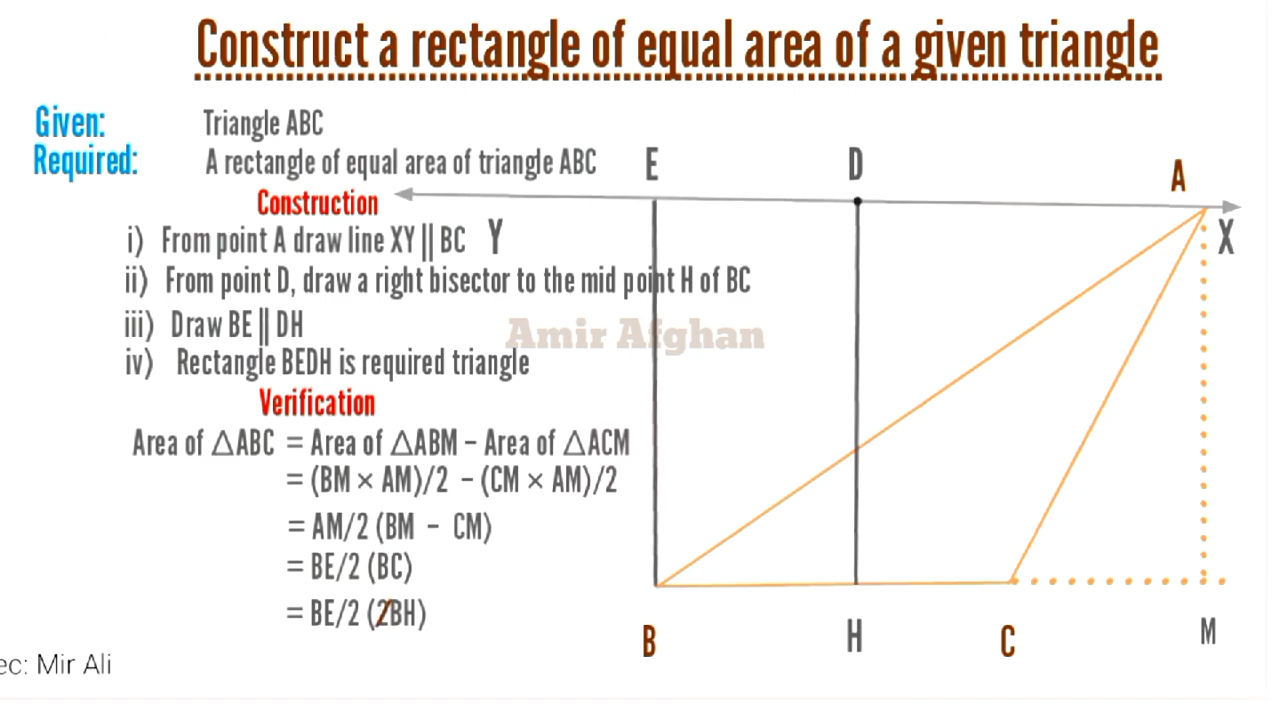 Construct a rectangle of equal area of a given triangle
Given: Triangle ABC
Required: A rectangle of equal area of triangle ABC
E D A
Construction
X
i) From point A draw line XY || BC Y
ii) From point D, draw a right bisector to the mid point H of BC
iii) Draw BE || DH
Amir Afghan
iv) Rectangle BEDH is required triangle
Verification
Area of △ABC = Area of △ABM − Area of △ACM
= (BM × AM)/2 − (CM × AM)/2
= AM/2 (BM − CM)
= BE/2 (BC)
= BE/2 (2BH)
B H C M
ec: Mir Ali